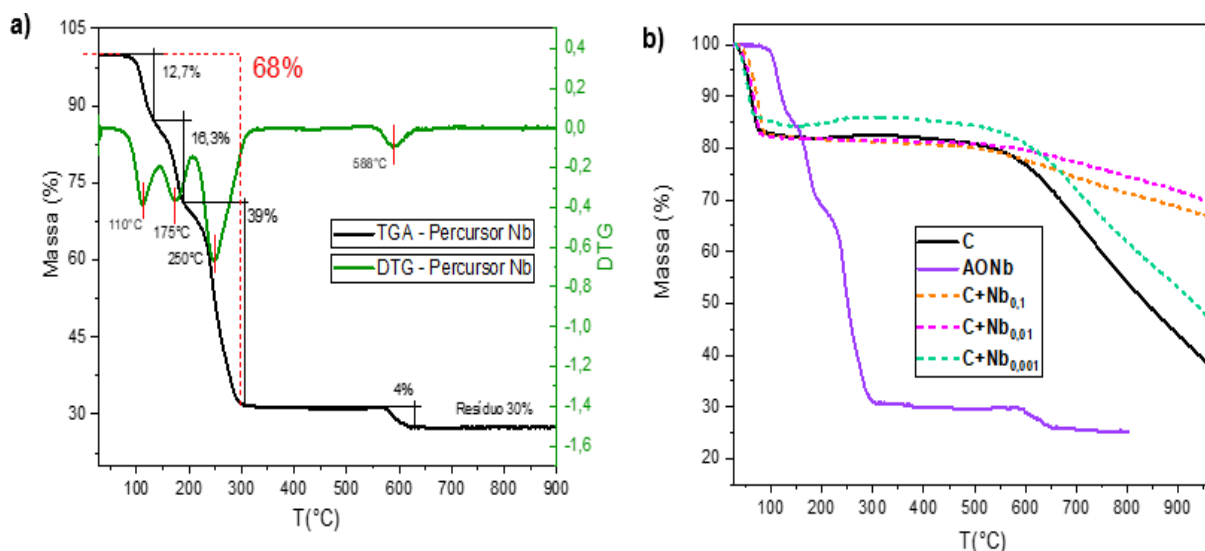 a)
105
90
75
60
45
30
Massa (%)
12,7%
16,3%
39%
68%
110°C
175°C
250°C
588°C
4%
Resíduo 30%
TGA - Percursor Nb
DTG - Percursor Nb
0,4
0,2
0,0
-0,2
-0,4
-0,6
-0,8
-1,0
-1,2
-1,4
-1,6
DTG
100 200 300 400 500 600 700 800 900
T(°C)
b)
100
90
80
70
60
50
40
30
20
Massa (%)
C
AONb
C+Nb0,1
C+Nb0,01
C+Nb0,001
100 200 300 400 500 600 700 800 900
T(°C)